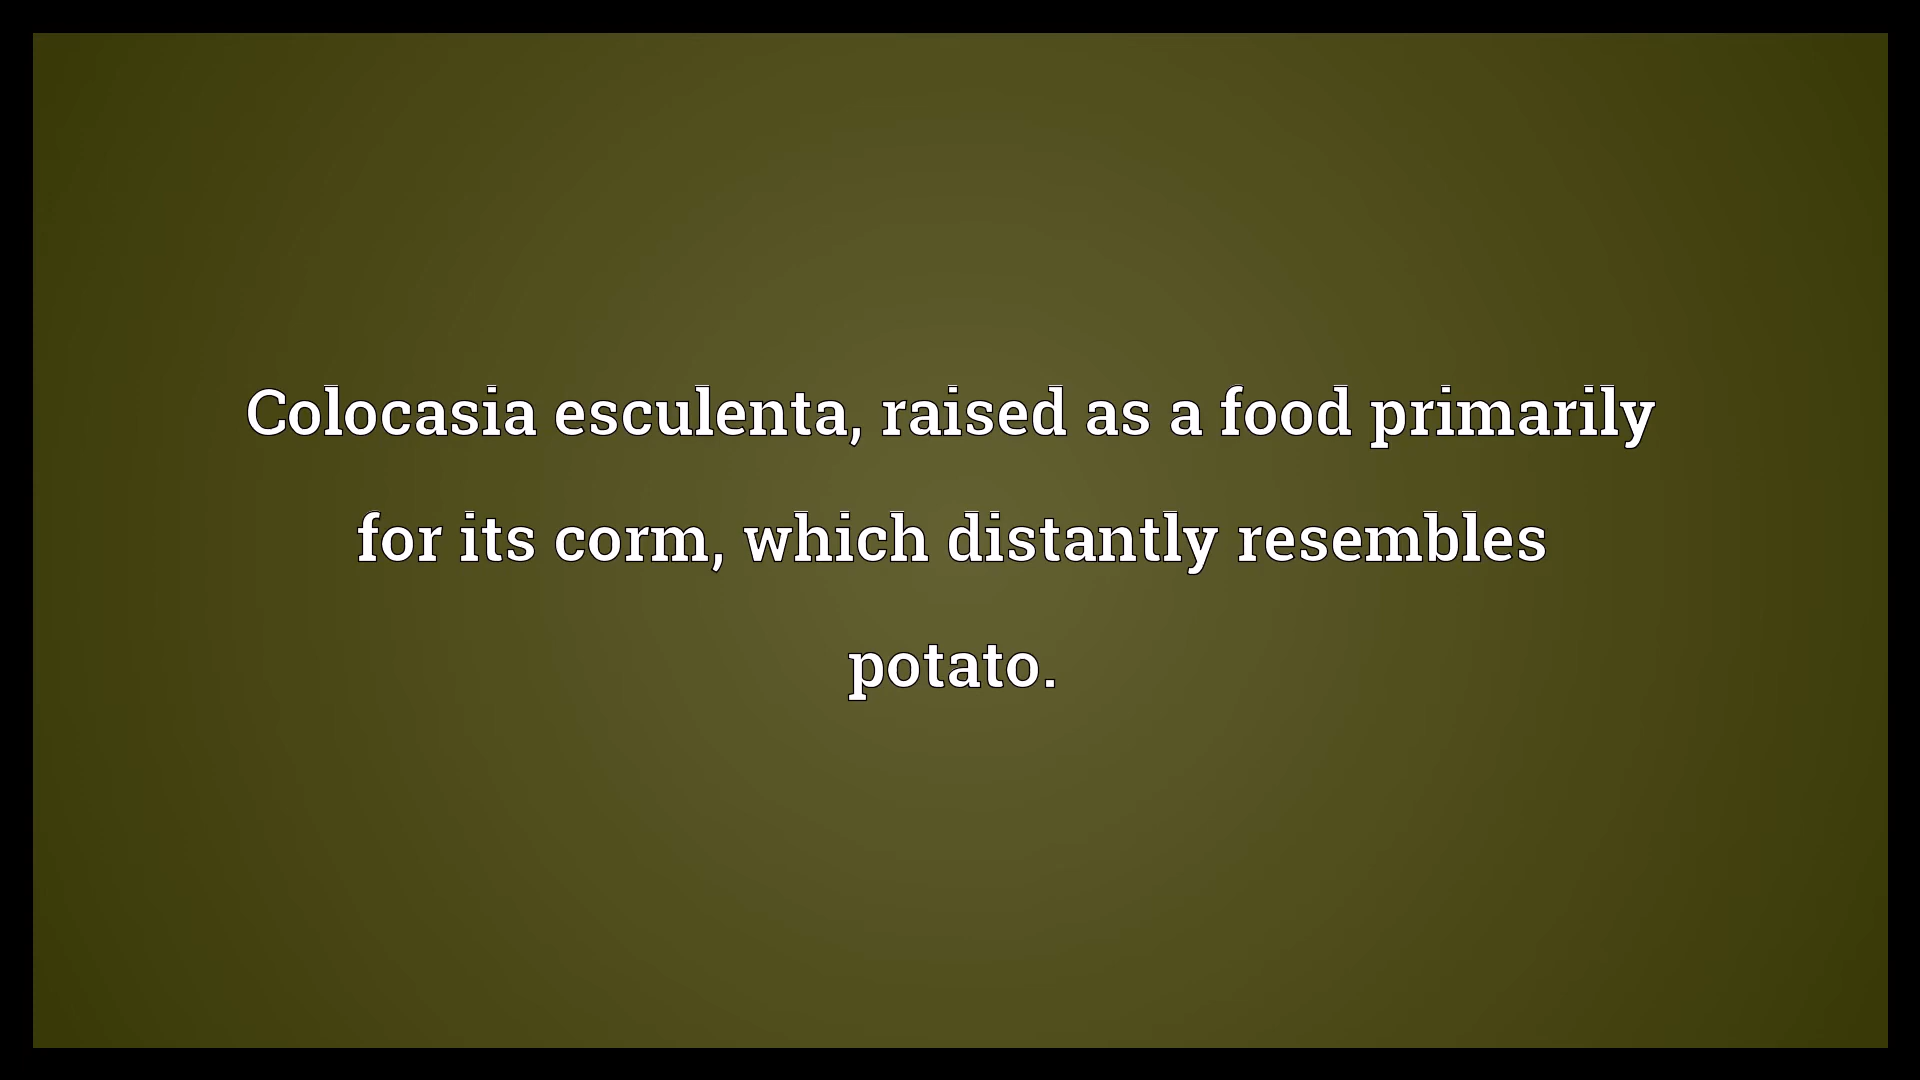 Colocasia esculenta, raised as a food primarily
for its corm, which distantly resembles
potato.